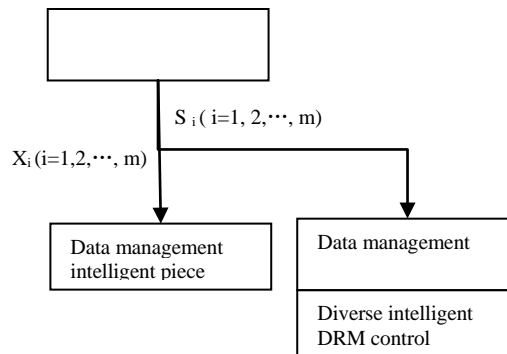 S i ( i=1, 2,⋯, m)
Xi (i=1,2,⋯, m)
Data management
intelligent piece
Data management
Diverse intelligent
DRM control